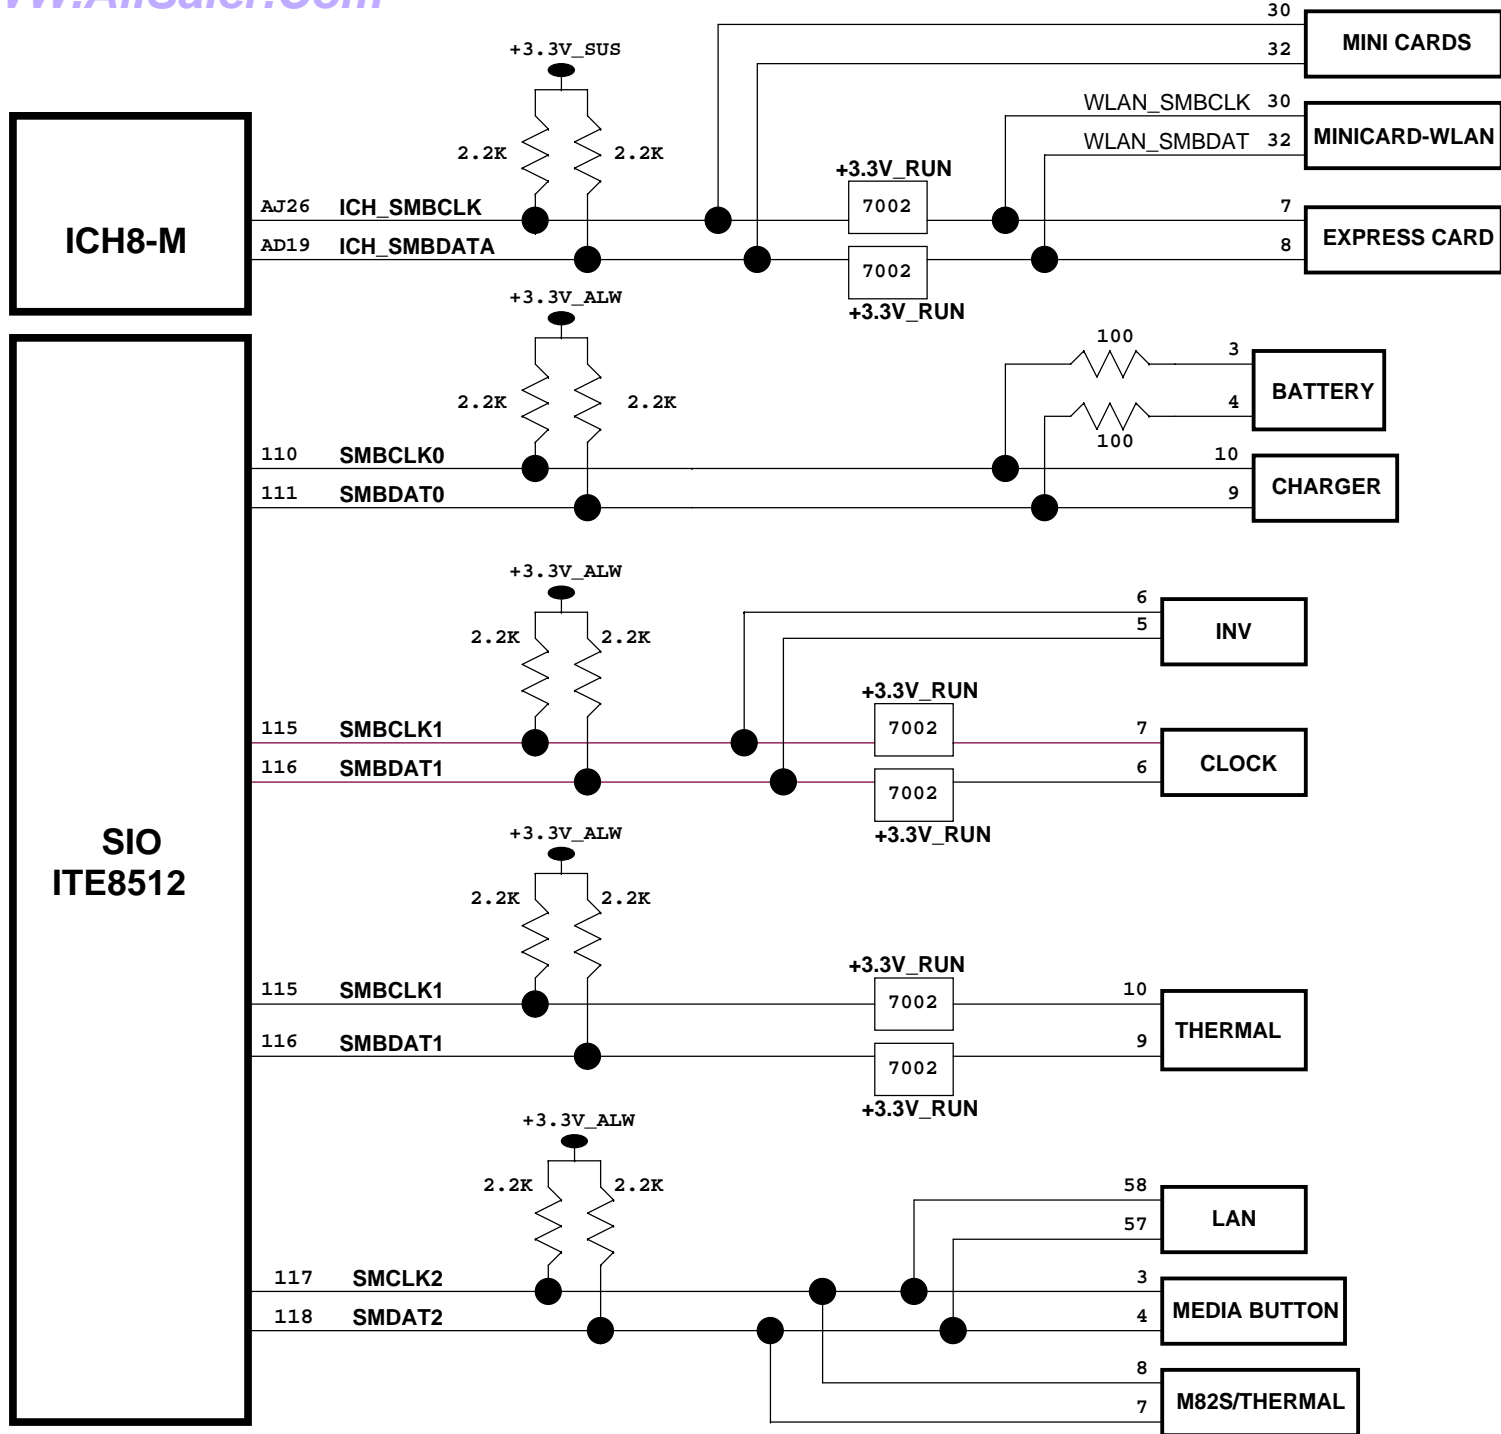 +3.3V_SUS
2.2K 2.2K
ICH8-M
AJ26 ICH_SMBCLK
AD19 ICH_SMBDATA
+3.3V_RUN
7002
7002
+3.3V_RUN
30
32
MINI CARDS
WLAN_SMBCLK 30
WLAN_SMBDAT 32
MINICARD-WLAN
7
8
EXPRESS CARD
+3.3V_ALW
2.2K 2.2K
SIO
ITE8512
110 SMBCLK0
111 SMBDAT0
100
100
3
4
BATTERY
10
9
CHARGER
+3.3V_ALW
2.2K 2.2K
115 SMBCLK1
116 SMBDAT1
6
5
INV
+3.3V_RUN
7002
7002
+3.3V_RUN
7
6
CLOCK
+3.3V_ALW
2.2K 2.2K
115 SMBCLK1
116 SMBDAT1
+3.3V_RUN
7002
7002
+3.3V_RUN
10
9
THERMAL
+3.3V_ALW
2.2K 2.2K
117 SMCLK2
118 SMDAT2
58
57
LAN
3
4
MEDIA BUTTON
8
7
M82S/THERMAL